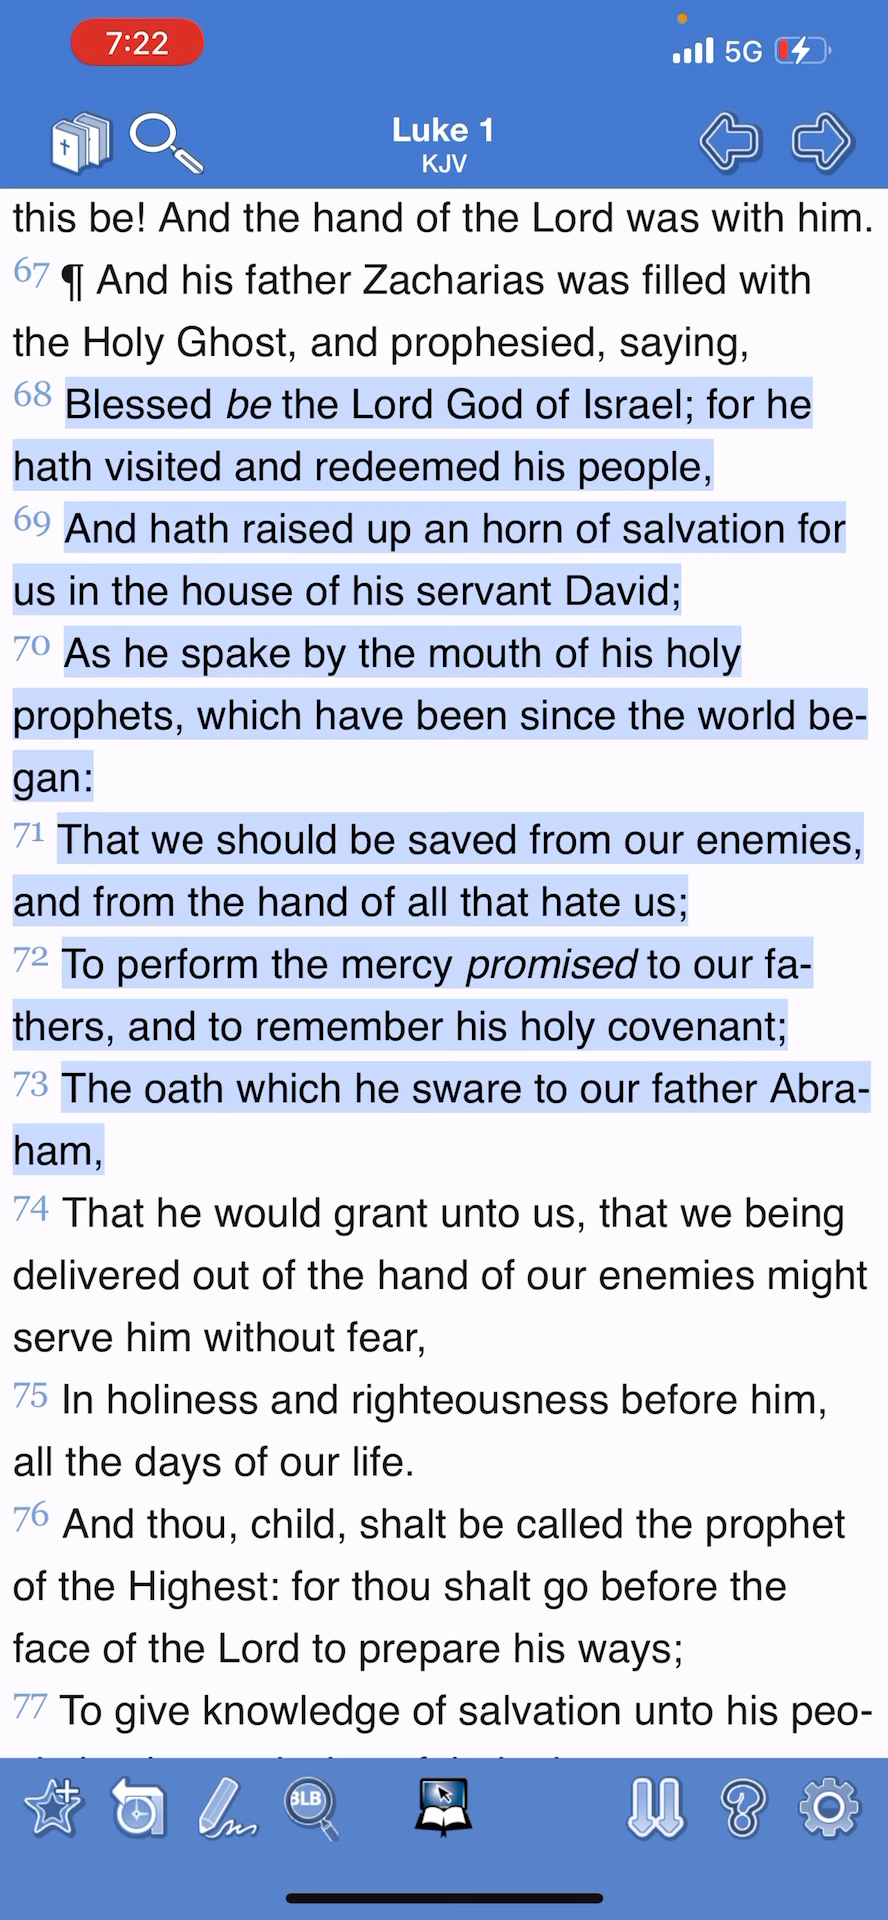 7:22
5G
Luke 1
KJV
this be! And the hand of the Lord was with him.
67 ¶ And his father Zacharias was filled with
the Holy Ghost, and prophesied, saying,
68 Blessed be the Lord God of Israel; for he
hath visited and redeemed his people,
69 And hath raised up an horn of salvation for
us in the house of his servant David;
70 As he spake by the mouth of his holy
prophets, which have been since the world be-
gan:
71 That we should be saved from our enemies,
and from the hand of all that hate us;
72 To perform the mercy promised to our fa-
thers, and to remember his holy covenant;
73 The oath which he sware to our father Abra-
ham,
74 That he would grant unto us, that we being
delivered out of the hand of our enemies might
serve him without fear,
75 In holiness and righteousness before him,
all the days of our life.
76 And thou, child, shalt be called the prophet
of the Highest: for thou shalt go before the
face of the Lord to prepare his ways;
77 To give knowledge of salvation unto his peo-
BLB